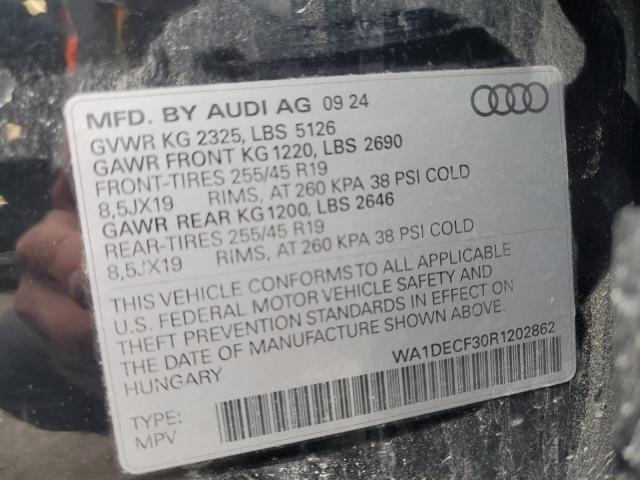 MFD. BY AUDI AG 09 24
GVWR KG 2325, LBS 5126
GAWR FRONT KG 1220, LBS 2690
FRONT-TIRES 255/45 R19
8,5JX19 RIMS, AT 260 KPA 38 PSI COLD
GAWR REAR KG1200, LBS 2646
REAR-TIRES 255/45 R19
8,5JX19 RIMS, AT 260 KPA 38 PSI COLD
THIS VEHICLE CONFORMS TO ALL APPLICABLE
U.S. FEDERAL MOTOR VEHICLE SAFETY AND
THEFT PREVENTION STANDARDS IN EFFECT ON
THE DATE OF MANUFACTURE SHOWN ABOVE.
HUNGARY WA1DECF30R1202862
TYPE:
MPV